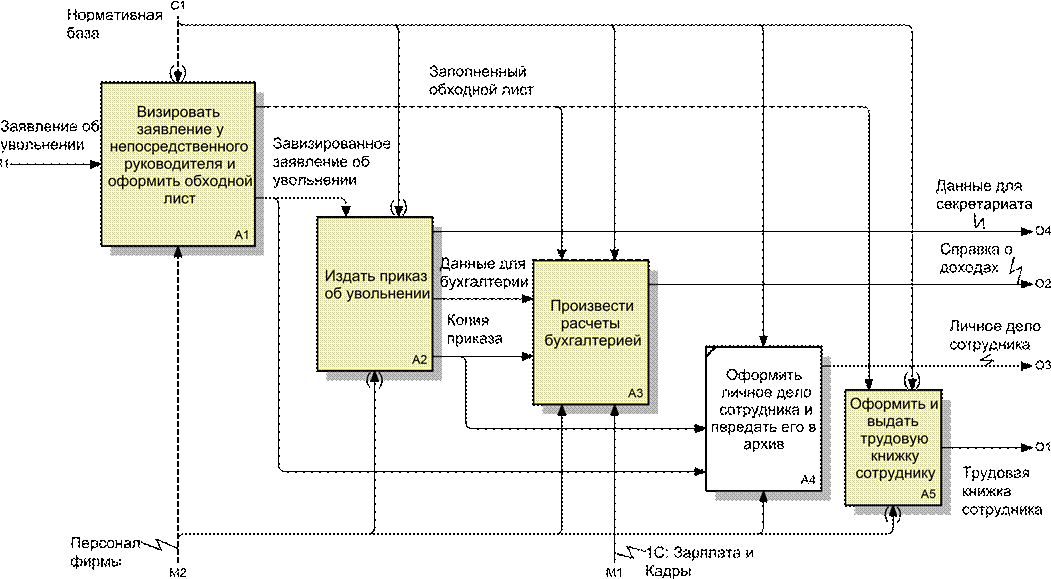 C1
Нормативная
база
Заполненный
обходной лист
Визировать
заявление у
непосредственного
руководителя и
оформить обходной
лист
A1
Заявление об
увольнении
I1
Завизированное
заявление об
увольнении
Данные для
секретариата
O4
Издать приказ
об увольнении
A2
Данные для
бухгалтерии
Справка о
доходах
O2
Произвести
расчеты
бухгалтерией
A3
Копия
приказа
Личное дело
сотрудника
O3
Оформить
личное дело
сотрудника и
передать его в
архив
A4
Оформить и
выдать
трудовую
книжку
сотруднику
A5
O1
Трудовая
книжка
сотрудника
Персонал
фирмы
M2
M1
1С: Зарплата и
Кадры